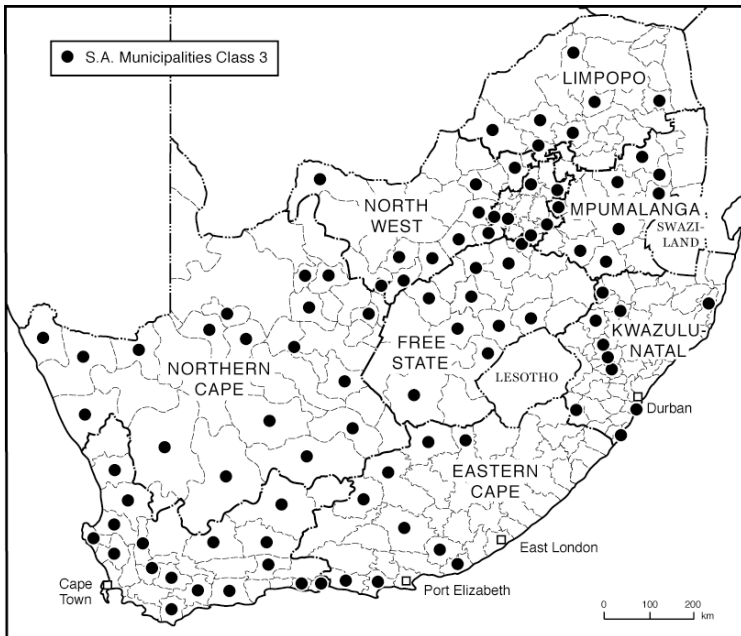 S.A. Municipalities Class 3
LIMPOPO
NORTH
WEST
MPUMALANGA
SWAZI-
LAND
FREE
STATE
KWAZULU-
NATAL
NORTHERN
CAPE
LESOTHO
Durban
EASTERN
CAPE
East London
Cape
Town
Port Elizabeth
0 100 200
km